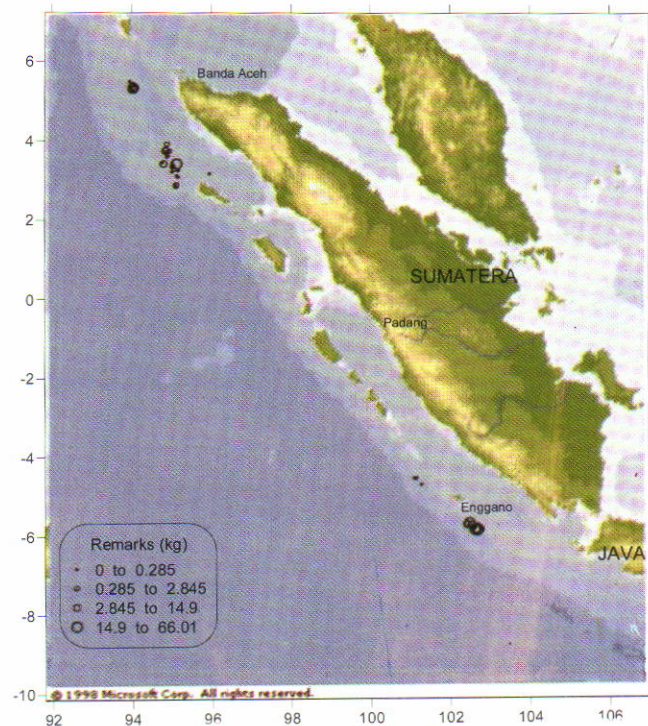 6
Banda Aceh
4
2
SUMATERA
0
Padang
-2
-4
Enggano
-6
JAVA
Remarks (kg)
0 to 0.285
0.285 to 2.845
2.845 to 14.9
14.9 to 66.01
-8
-10
© 1998 Microsoft Corp. All rights reserved.
92 94 96 98 100 102 104 106